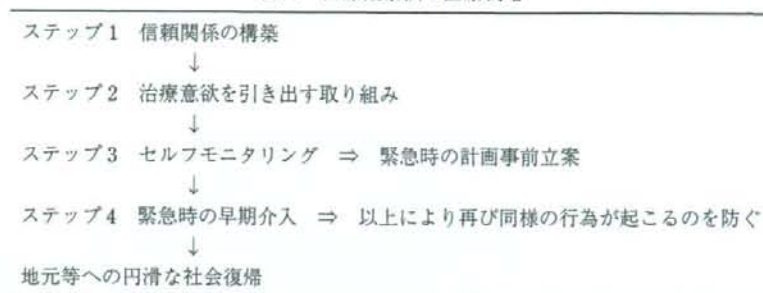 ステップ1 信頼関係の構築
↓
ステップ2 治療意欲を引き出す取り組み
↓
ステップ3 セルフモニタリング ⇒ 緊急時の計画事前立案
↓
ステップ4 緊急時の早期介入 ⇒ 以上により再び同様の行為が起こるのを防ぐ
↓
地元等への円滑な社会復帰